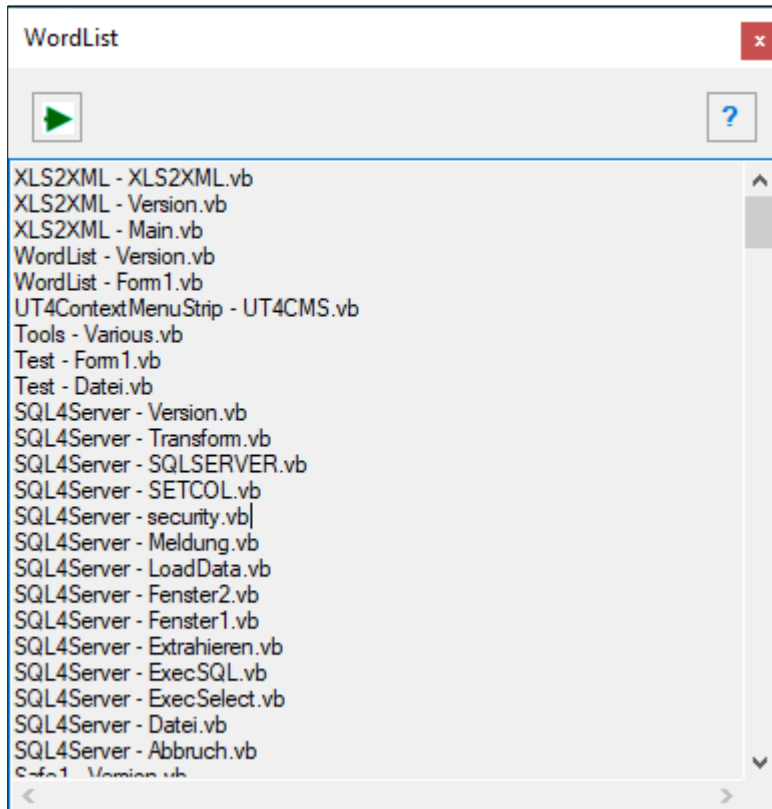 WordList
x
?
XLS2XML - XLS2XML.vb
XLS2XML - Version.vb
XLS2XML - Main.vb
WordList - Version.vb
WordList - Form1.vb
UT4ContextMenuStrip - UT4CMS.vb
Tools - Various.vb
Test - Form1.vb
Test - Datei.vb
SQL4Server - Version.vb
SQL4Server - Transform.vb
SQL4Server - SQLSERVER.vb
SQL4Server - SETCOL.vb
SQL4Server - security.vb
SQL4Server - Meldung.vb
SQL4Server - LoadData.vb
SQL4Server - Fenster2.vb
SQL4Server - Fenster1.vb
SQL4Server - Extrahieren.vb
SQL4Server - ExecSQL.vb
SQL4Server - ExecSelect.vb
SQL4Server - Datei.vb
SQL4Server - Abbruch.vb
Safe1 - Version.vb